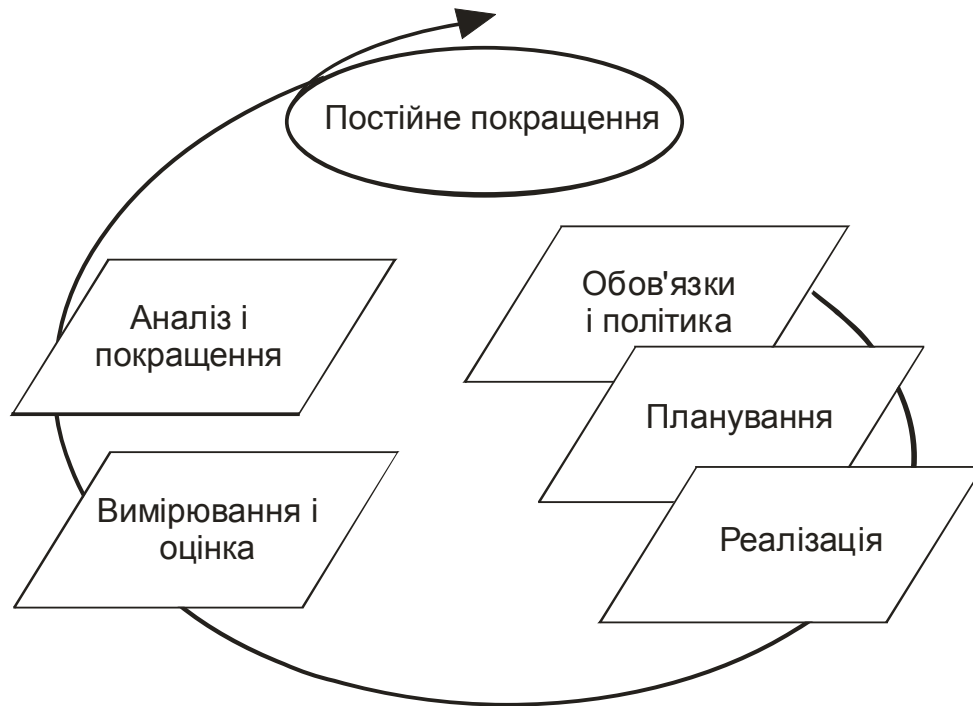 Постійне покращення
Обов'язки
і політика
Планування
Реалізація
Вимірювання і
оцінка
Аналіз і
покращення